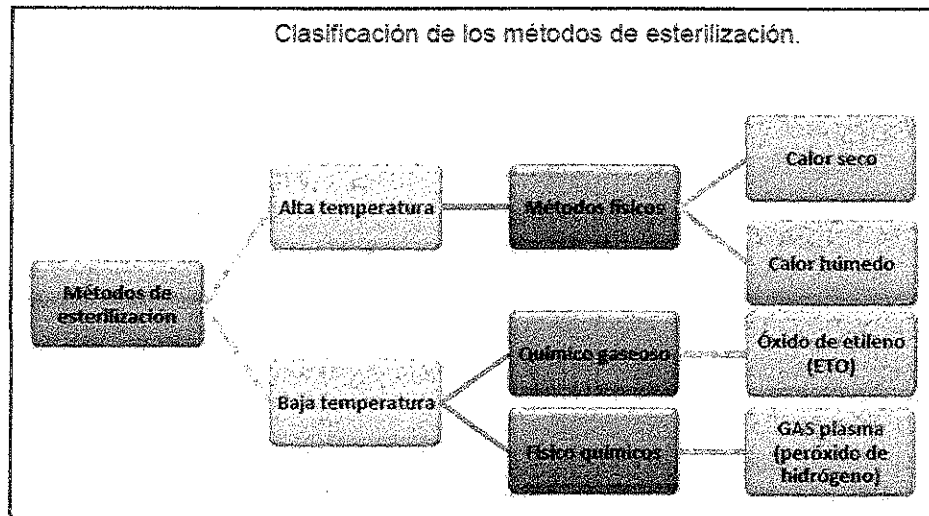 Clasificación de los métodos de esterilización.
Calor seco
Alta temperatura
Métodos físicos
Calor húmedo
Métodos de
esterilización
Químico gaseoso
Óxido de etileno
(ETO)
Baja temperatura
Físico químicos
GAS plasma
(peroxido de
hidrógeno)